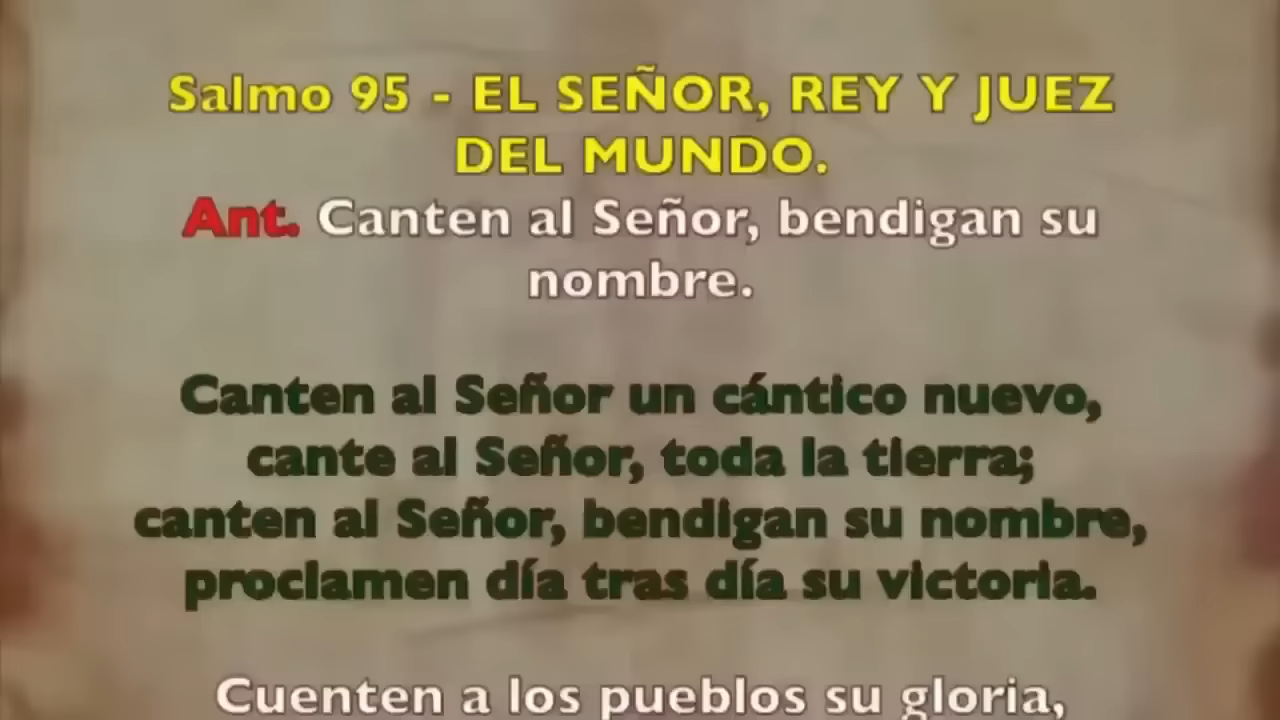 Salmo 95 - EL SEÑOR, REY Y JUEZ
DEL MUNDO.
Ant. Canten al Señor, bendigan su
nombre.
Canten al Señor un cántico nuevo,
cante al Señor, toda la tierra;
canten al Señor, bendigan su nombre,
proclamen día tras día su victoria.
Cuenten a los pueblos su gloria,